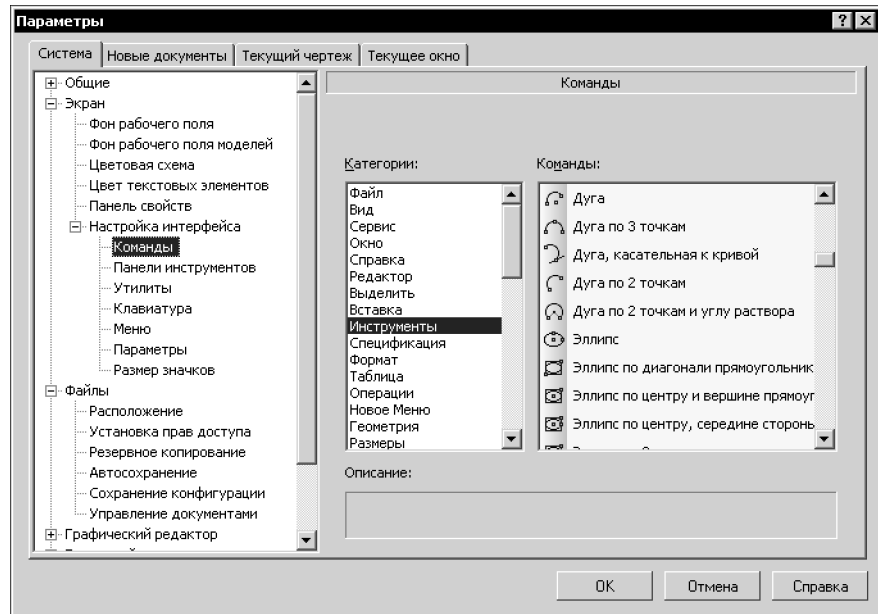 Параметры
Система
Новые документы
Текущий чертеж
Текущее окно
Общие
Экран
Фон рабочего поля
Фон рабочего поля моделей
Цветовая схема
Цвет текстовых элементов
Панель свойств
Настройка интерфейса
Команды
Панели инструментов
Утилиты
Клавиатура
Меню
Параметры
Размер значков
Файлы
Расположение
Установка прав доступа
Резервное копирование
Автосохранение
Сохранение конфигурации
Управление документами
Графический редактор
Команды
Категории:
Файл
Вид
Сервис
Окно
Справка
Редактор
Выделить
Вставка
Инструменты
Спецификация
Формат
Таблица
Операции
Новое Меню
Геометрия
Размеры
Команды:
Дуга
Дуга по 3 точкам
Дуга, касательная к кривой
Дуга по 2 точкам
Дуга по 2 точкам и углу раствора
Эллипс
Эллипс по диагонали прямоугольник
Эллипс по центру и вершине прямоуг
Эллипс по центру, середине стороны
Описание:
OK
Отмена
Справка